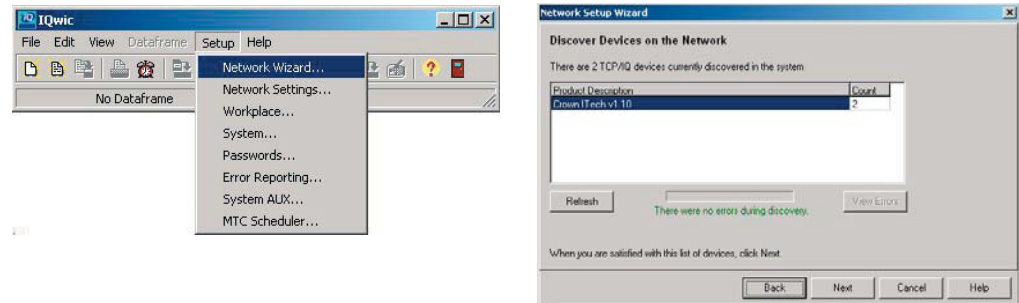 IQwic
File Edit View Dataframe Setup Help
No Dataframe
Network Wizard...
Network Settings...
Workplace...
System...
Passwords...
Error Reporting...
System AUX...
MTC Scheduler...
Network Setup Wizard
Discover Devices on the Network
There are 2 TCP/IQ devices currently discovered in the system
Product Description Count
Crown ITech v1.10 2
Refresh View Errors
There were no errors during discovery.
When you are satisfied with this list of devices, click Next.
Back Next Cancel Help